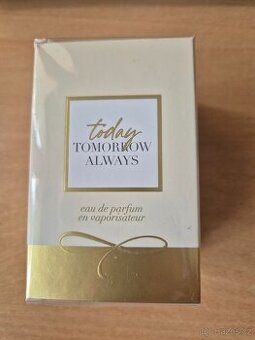 today
TOMORROW
ALWAYS
eau de parfum
en vaporisateur